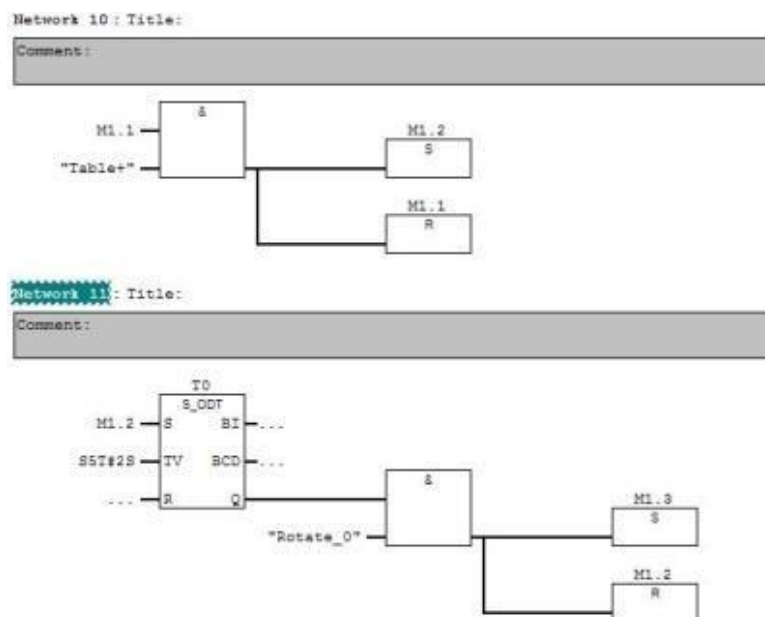 Network 10 : Title:
Comment:
&
M1.1
"Table+"
M1.2
S
M1.1
R
Network 11 : Title:
Comment:
T0
S_ODT
M1.2 S BI ...
S5T#2S TV BCD ...
... R Q
&
"Rotate_0"
M1.3
S
M1.2
R